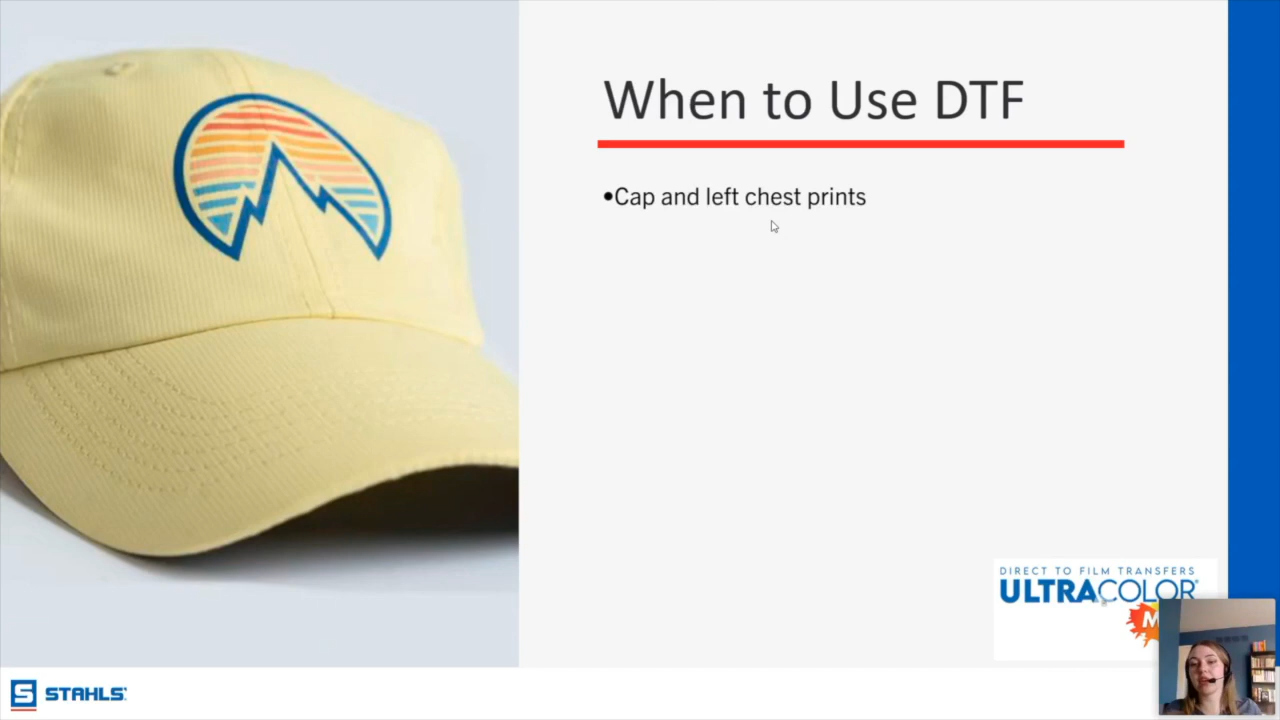 When to Use DTF
•Cap and left chest prints
DIRECT TO FILM TRANSFERS
ULTRACOLOR®
S STAHLS'